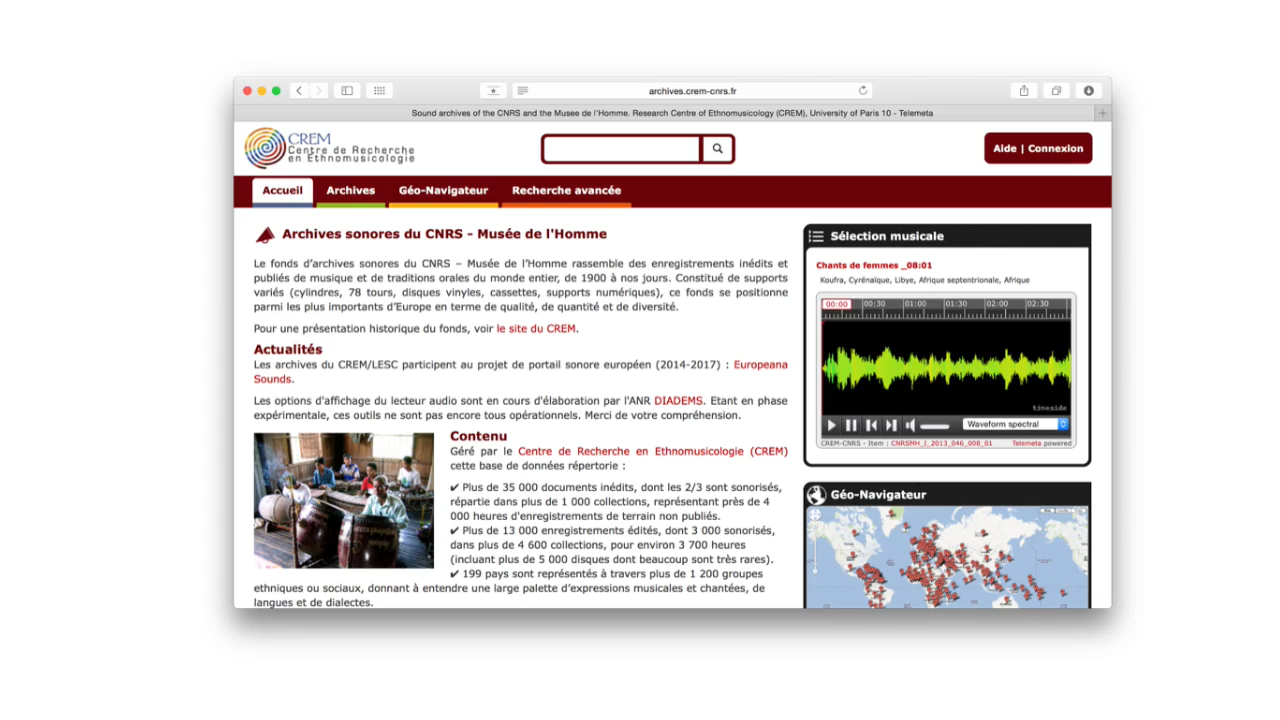 archives.crem-cnrs.fr
Sound archives of the CNRS and the Musee de l'Homme. Research Centre of Ethnomusicology (CREM), University of Paris 10 - Telemeta
CREM
Centre de Recherche
en Ethnomusicologie
Aide | Connexion
Accueil Archives Géo-Navigateur Recherche avancée
Archives sonores du CNRS - Musée de l'Homme
Le fonds d’archives sonores du CNRS – Musée de l’Homme rassemble des enregistrements inédits et
publiés de musique et de traditions orales du monde entier, de 1900 à nos jours. Constitué de supports
variés (cylindres, 78 tours, disques vinyles, cassettes, supports numériques), ce fonds se positionne
parmi les plus importants d’Europe en terme de qualité, de quantité et de diversité.
Pour une présentation historique du fonds, voir le site du CREM.
Actualités
Les archives du CREM/LESC participent au projet de portail sonore européen (2014-2017) : Europeana
Sounds.
Les options d'affichage du lecteur audio sont en cours d'élaboration par l'ANR DIADEMS. Etant en phase
expérimentale, ces outils ne sont pas encore tous opérationnels. Merci de votre compréhension.
Contenu
Géré par le Centre de Recherche en Ethnomusicologie (CREM)
cette base de données répertorie :
✔ Plus de 35 000 documents inédits, dont les 2/3 sont sonorisés,
répartie dans plus de 1 000 collections, représentant près de 4
000 heures d'enregistrements de terrain non publiés.
✔ Plus de 13 000 enregistrements édités, dont 3 000 sonorisés,
dans plus de 4 600 collections, pour environ 3 700 heures
(incluant plus de 5 000 disques dont beaucoup sont très rares).
✔ 199 pays sont représentés à travers plus de 1 200 groupes
ethniques ou sociaux, donnant à entendre une large palette d’expressions musicales et chantées, de
langues et de dialectes.
Sélection musicale
Chants de femmes _08:01
Koufra, Cyrénaïque, Libye, Afrique septentrionale, Afrique
00:00 00:30 01:00 01:30 02:00 02:30
timeside
Waveform spectral
CREM-CNRS - Item : CNRSMH_I_2013_046_008_01 Telemeta powered
Géo-Navigateur